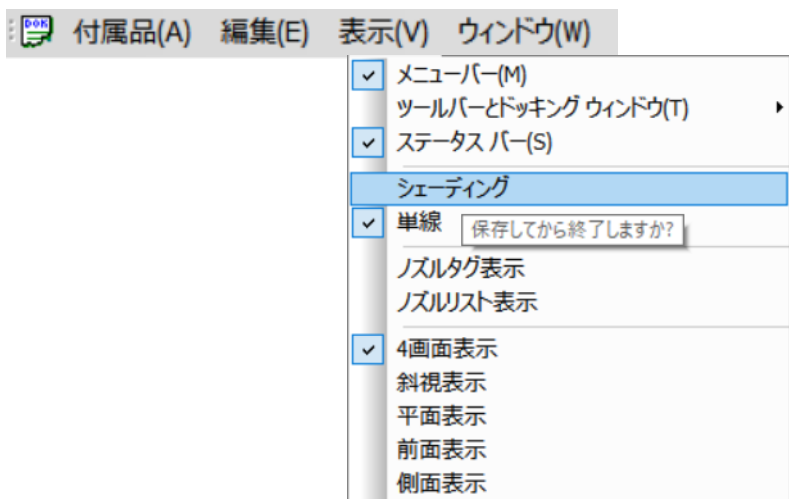 DOK
付属品(A) 編集(E) 表示(V) ウィンドウ(W)
メニューバー(M)
ツールバーとドッキング ウィンドウ(T)
ステータス バー(S)
シェーディング
単線
保存してから終了しますか?
ノズルタグ表示
ノズルリスト表示
4画面表示
斜視表示
平面表示
前面表示
側面表示